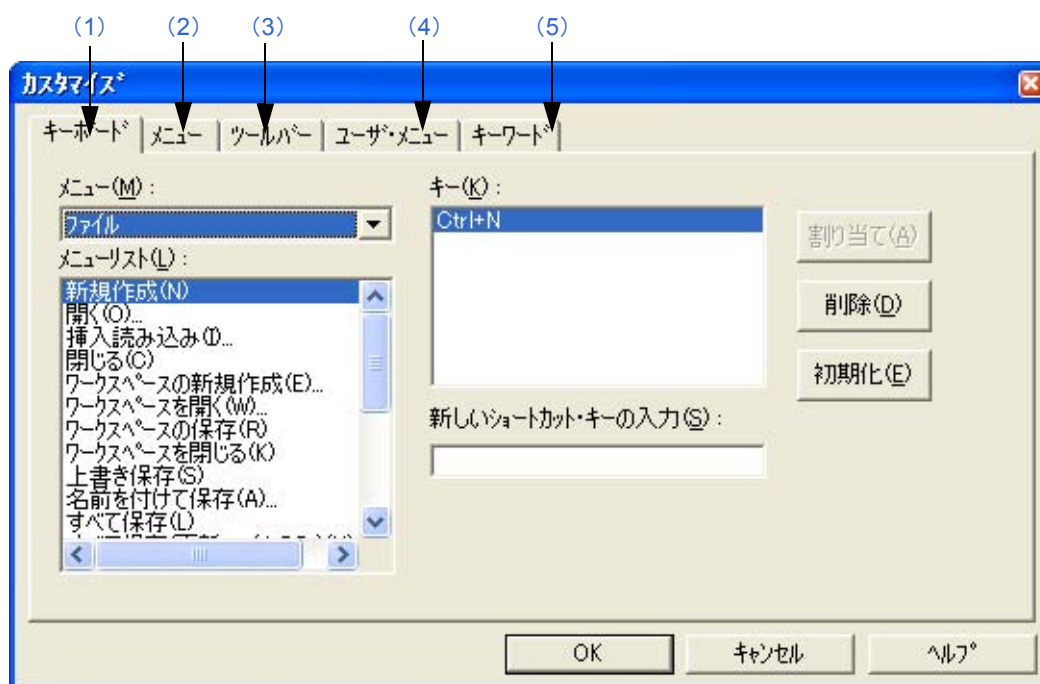 (1) (2) (3) (4) (5)
カスタマイズ
キーボード メニュー ツールバー ユーザ・メニュー キーワード
メニュー(M):
ファイル
メニューリスト(L):
新規作成(N)
開く(O)...
挿入読み込み(I)...
閉じる(C)
ワークスペースの新規作成(E)...
ワークスペースを開く(W)...
ワークスペースの保存(R)
ワークスペースを閉じる(K)
上書き保存(S)
名前を付けて保存(A)...
すべて保存(L)
キー(K):
Ctrl+N
新しいショートカット・キーの入力(S):
割り当て(A)
削除(D)
初期化(E)
OK キャンセル ヘルプ